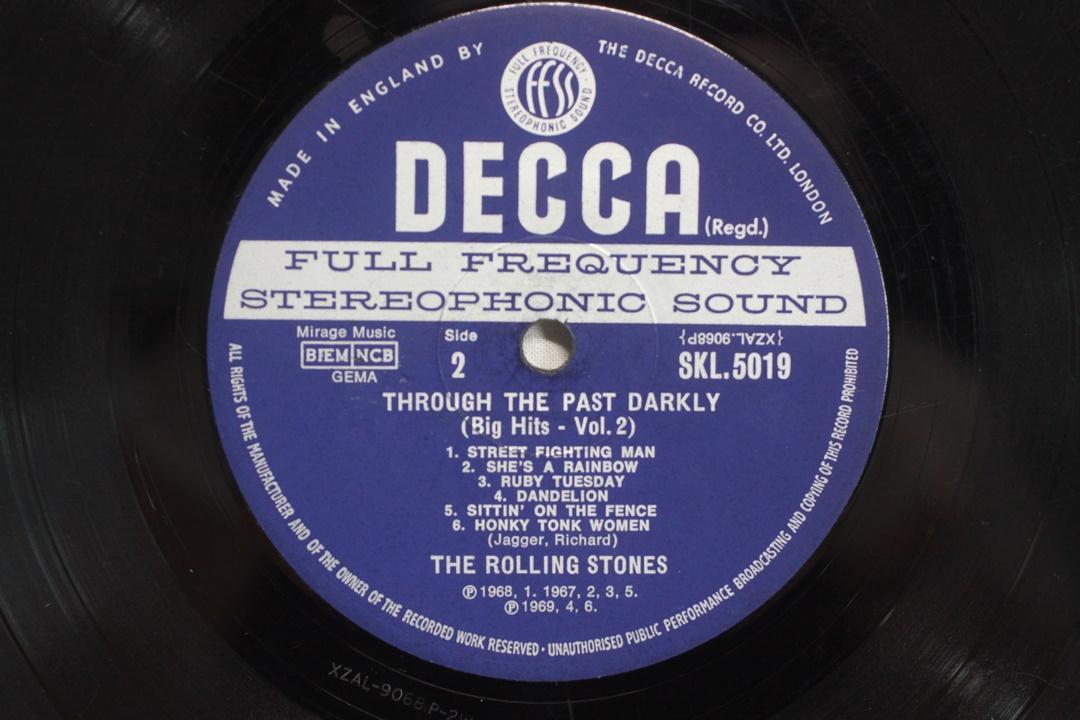 MADE IN ENGLAND BY
THE DECCA RECORD CO. LTD. LONDON
FULL FREQUENCY
ffss
STEREOPHONIC SOUND
DECCA
(Regd.)
FULL FREQUENCY
STEREOPHONIC SOUND
Mirage Music
BIEM NCB
GEMA
Side
2
{XZAL.9068P}
SKL.5019
THROUGH THE PAST DARKLY
(Big Hits - Vol. 2)
1. STREET FIGHTING MAN
2. SHE'S A RAINBOW
3. RUBY TUESDAY
4. DANDELION
5. SITTIN' ON THE FENCE
6. HONKY TONK WOMEN
(Jagger, Richard)
THE ROLLING STONES
℗ 1968, 1. 1967, 2, 3, 5.
℗ 1969, 4, 6.
ALL RIGHTS OF THE MANUFACTURER AND OF THE OWNER OF THE RECORDED WORK RESERVED · UNAUTHORISED PUBLIC PERFORMANCE BROADCASTING AND COPYING OF THIS RECORD PROHIBITED
XZAL-9068.P-2W